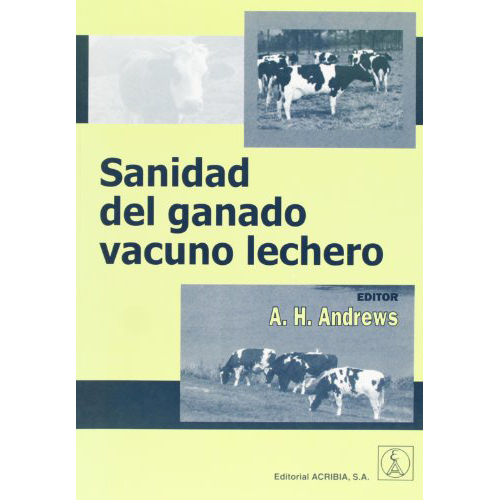 Sanidad
del ganado
vacuno lechero
EDITOR
A. H. Andrews
Editorial ACRIBIA, S.A.